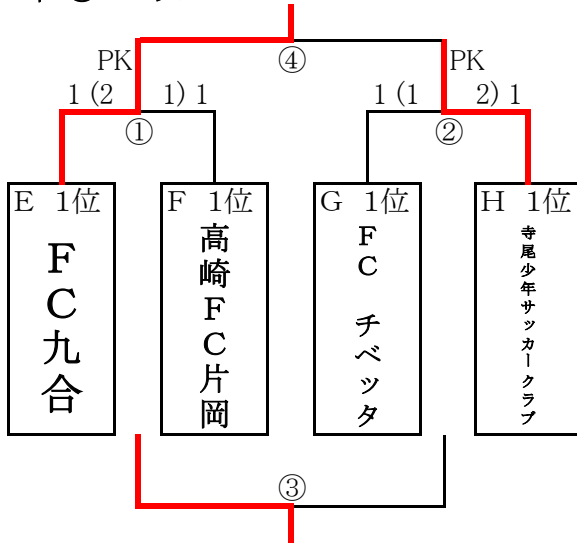 ④
PK
PK
1 (2
1) 1
1 (1
2) 1
①
②
E 1位
F 1位
G 1位
H 1位
FC九合
高崎FC片岡
FC チベッタ
寺尾少年サッカークラブ
③